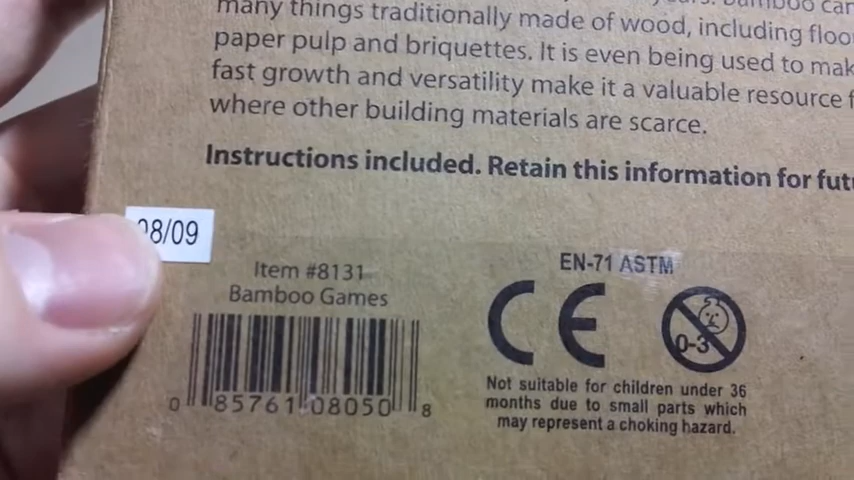 many things traditionally made of wood, including
paper pulp and briquettes. It is even being used to
fast growth and versatility make it a valuable resource
where other building materials are scarce.
Instructions included. Retain this information for
08/09
Item #8131
Bamboo Games
0 85761 08050 8
EN-71 ASTM
CE
0-3
Not suitable for children under 36
months due to small parts which
may represent a choking hazard.